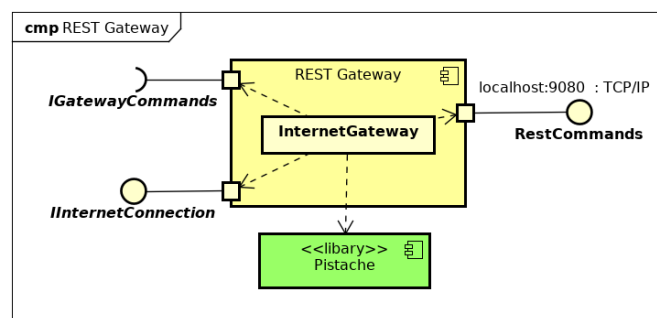 cmp REST Gateway
REST Gateway
IGatewayCommands
localhost:9080 : TCP/IP
InternetGateway
RestCommands
IInternetConnection
<<libary>>
Pistache